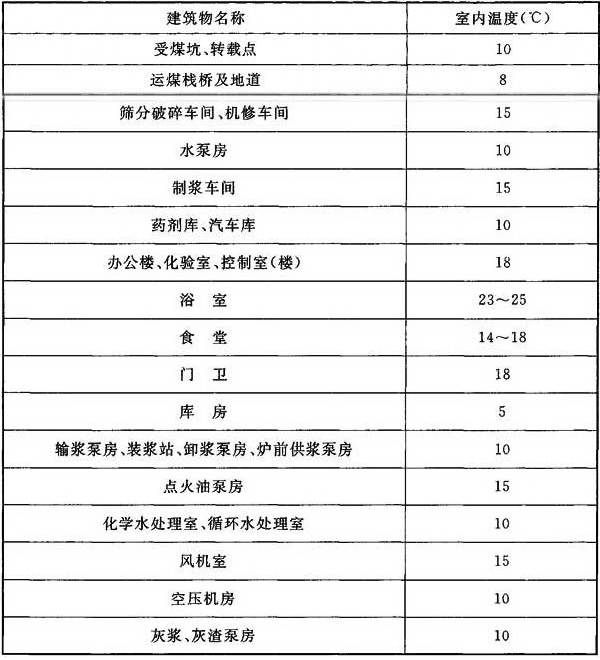 建筑物名称 室内温度(℃)
受煤坑、转载点 10
运煤栈桥及地道 8
筛分破碎车间、机修车间 15
水泵房 10
制浆车间 15
药剂库、汽车库 10
办公楼、化验室、控制室(楼) 18
浴 室 23～25
食 堂 14～18
门 卫 18
库 房 5
输浆泵房、装浆站、卸浆泵房、炉前供浆泵房 10
点火油泵房 15
化学水处理室、循环水处理室 10
风机室 15
空压机房 10
灰浆、灰渣泵房 10